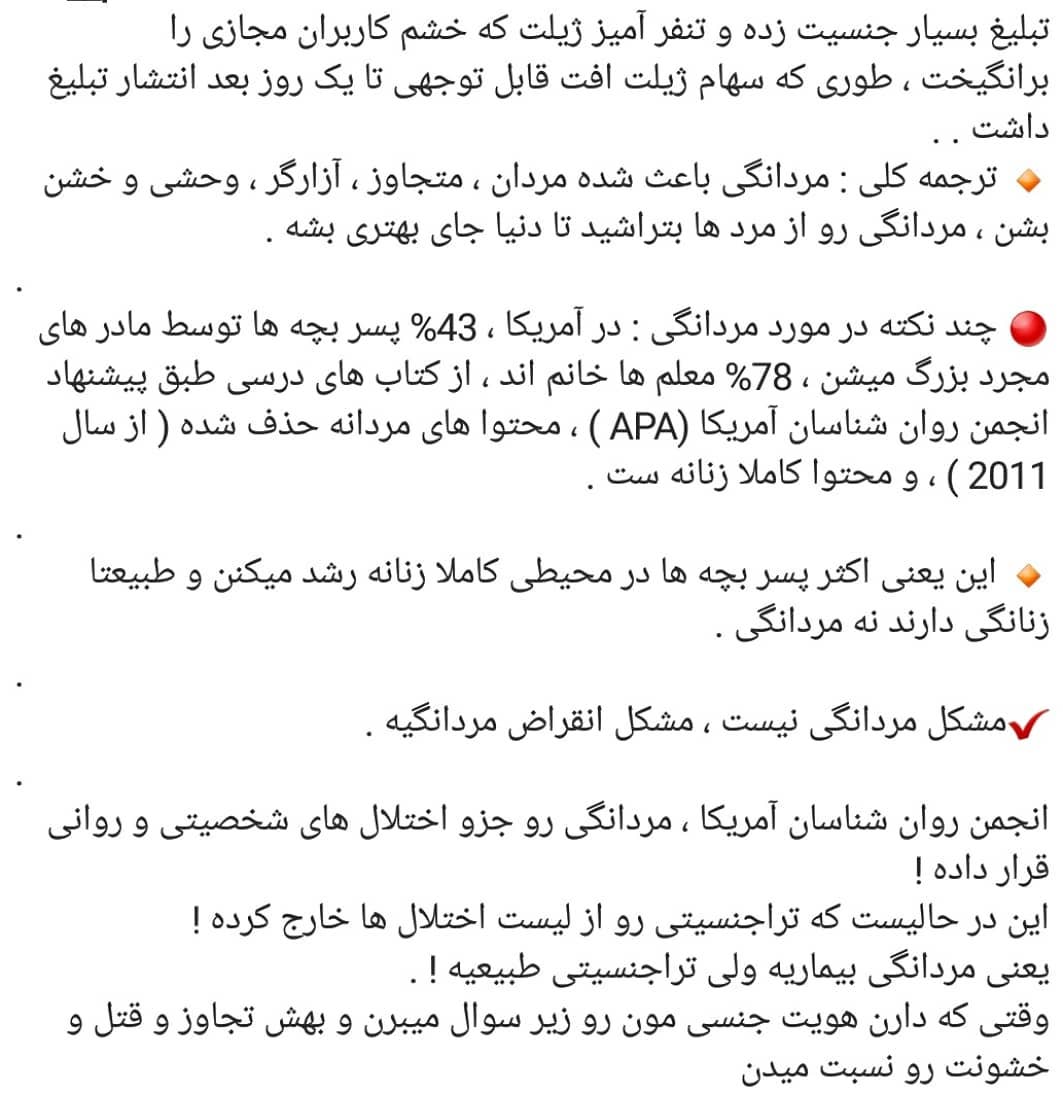 تبلیغ بسیار جنسیت زده و تنفر آمیز ژیلت که خشم کاربران مجازی را
برانگیخت ، طوری که سهام ژیلت افت قابل توجهی تا یک روز بعد انتشار تبلیغ
داشت . .
🔸 ترجمه کلی : مردانگی باعث شده مردان ، متجاوز ، آزارگر ، وحشی و خشن
بشن ، مردانگی رو از مرد ها بتراشید تا دنیا جای بهتری بشه .
.
🔴 چند نکته در مورد مردانگی : در آمریکا ، 43% پسر بچه ها توسط مادر های
مجرد بزرگ میشن ، 78% معلم ها خانم اند ، از کتاب های درسی طبق پیشنهاد
انجمن روان شناسان آمریکا (APA ) ، محتوا های مردانه حذف شده ( از سال
2011 ) ، و محتوا کاملا زنانه ست .
.
🔸 این یعنی اکثر پسر بچه ها در محیطی کاملا زنانه رشد میکنن و طبیعتا
زنانگی دارند نه مردانگی .
.
✔مشکل مردانگی نیست ، مشکل انقراض مردانگیه .
.
انجمن روان شناسان آمریکا ، مردانگی رو جزو اختلال های شخصیتی و روانی
قرار داده !
این در حالیست که تراجنسیتی رو از لیست اختلال ها خارج کرده !
یعنی مردانگی بیماریه ولی تراجنسیتی طبیعیه ! .
وقتی که دارن هویت جنسی مون رو زیر سوال میبرن و بهش تجاوز و قتل و
خشونت رو نسبت میدن